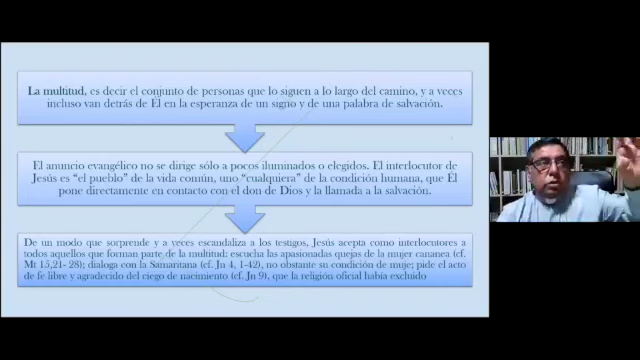 La multitud, es decir el conjunto de personas que lo siguen a lo largo del camino, y a veces
incluso van detrás de Él en la esperanza de un signo y de una palabra de salvación.
El anuncio evangélico no se dirige sólo a pocos iluminados o elegidos. El interlocutor de
Jesús es “el pueblo” de la vida común, uno “cualquiera” de la condición humana, que Él
pone directamente en contacto con el don de Dios y la llamada a la salvación.
De un modo que sorprende y a veces escandaliza a los testigos, Jesús acepta como interlocutores a
todos aquellos que forman parte de la multitud; escucha las apasionadas quejas de la mujer cananea (cf.
Mt 15,21- 28); dialoga con la Samaritana (cf. Jn 4, 1-42), no obstante su condición de muje; pide el acto
de fe libre y agradecido del ciego de nacimiento (cf. Jn 9), que la religión oficial había excluido